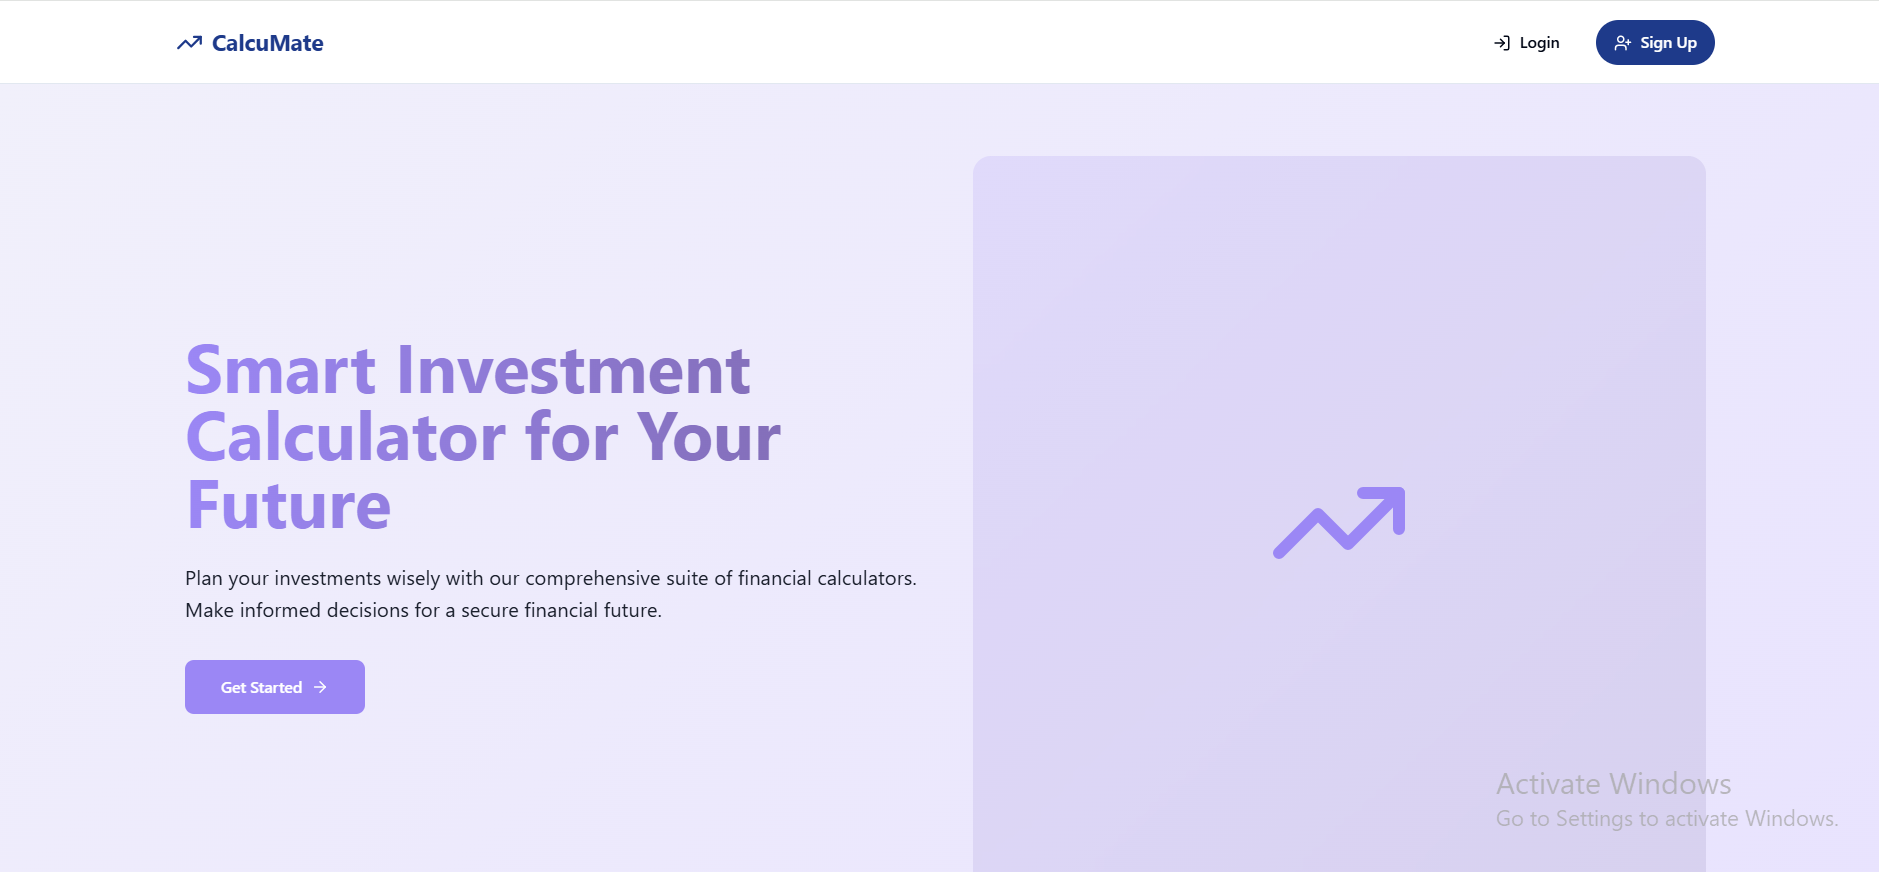 CalcuMate
Login
Sign Up
Smart Investment
Calculator for Your
Future
Plan your investments wisely with our comprehensive suite of financial calculators.
Make informed decisions for a secure financial future.
Get Started
Activate Windows
Go to Settings to activate Windows.